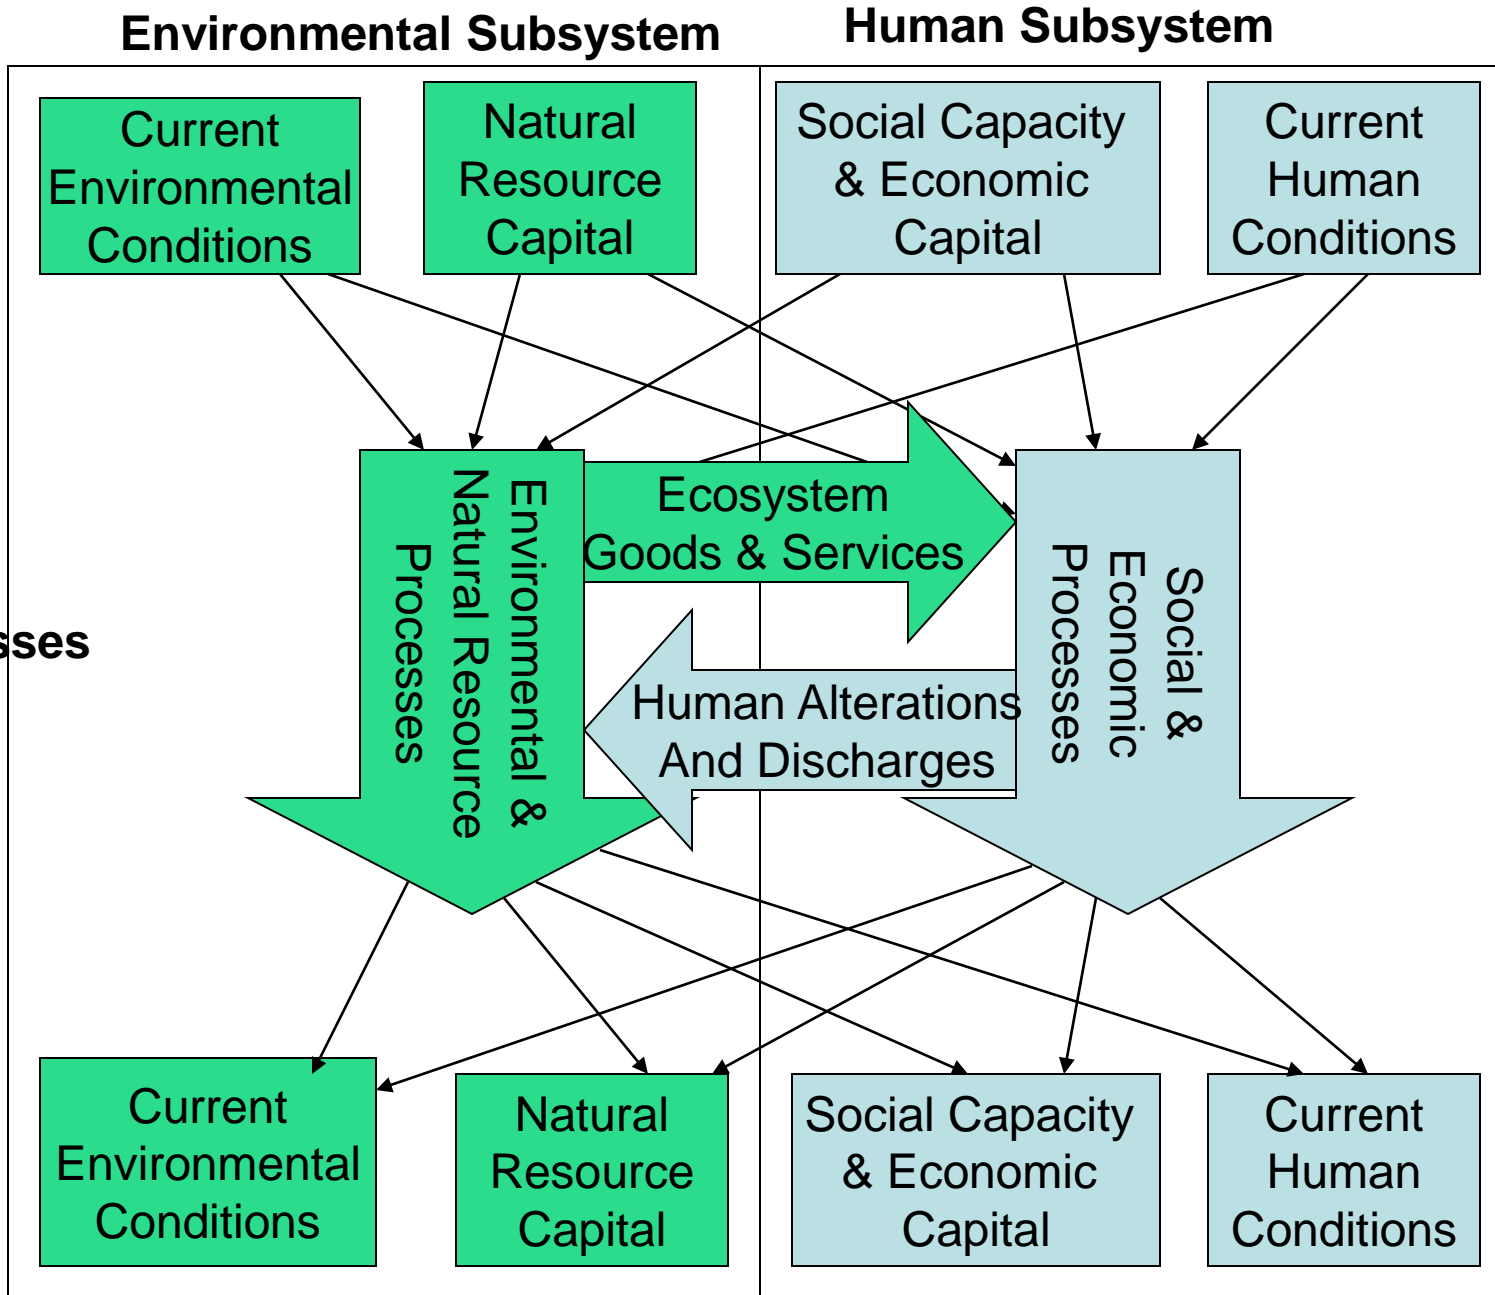 Environmental Subsystem
Human Subsystem
Current
Environmental
Conditions
Natural
Resource
Capital
Social Capacity
& Economic
Capital
Current
Human
Conditions
Environmental &
Natural Resource
Processes
Ecosystem
Goods & Services
Social &
Economic
Processes
Human Alterations
And Discharges
Current
Environmental
Conditions
Natural
Resource
Capital
Social Capacity
& Economic
Capital
Current
Human
Conditions